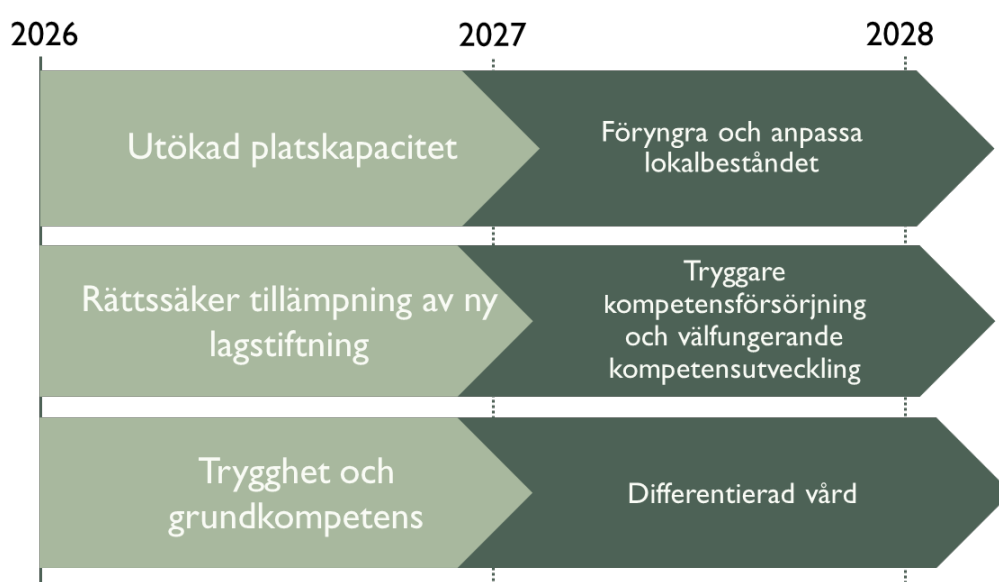 2026
2027
2028
Utökad platskapacitet
Föryngra och anpassa
lokalbeståndet
Rättssäker tillämpning av ny
lagstiftning
Tryggare
kompetensförsörjning
och välfungerande
kompetensutveckling
Trygghet och
grundkompetens
Differentierad vård